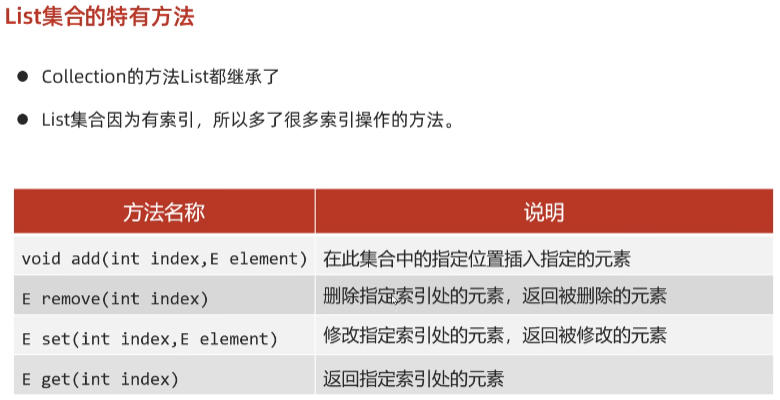 List集合的特有方法
● Collection的方法List都继承了
● List集合因为有索引，所以多了很多索引操作的方法。
方法名称 说明
void add(int index,E element) 在此集合中的指定位置插入指定的元素
E remove(int index) 删除指定索引处的元素，返回被删除的元素
E set(int index,E element) 修改指定索引处的元素，返回被修改的元素
E get(int index) 返回指定索引处的元素